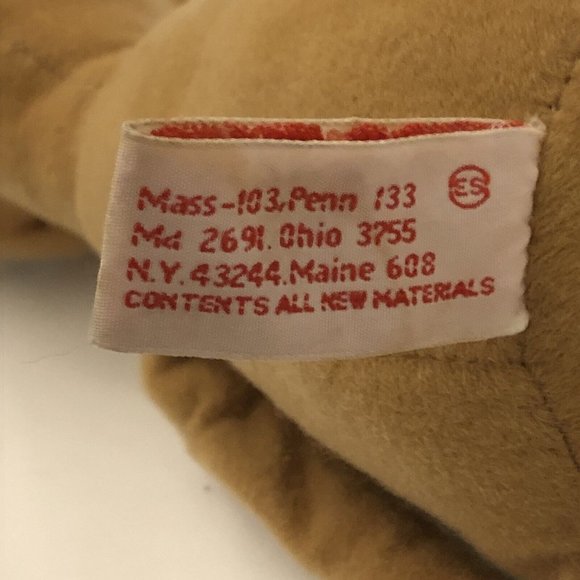 Mass-103.Penn 133 ES
Md 2691.Ohio 3755
N.Y. 43244.Maine 608
CONTENTS ALL NEW MATERIALS